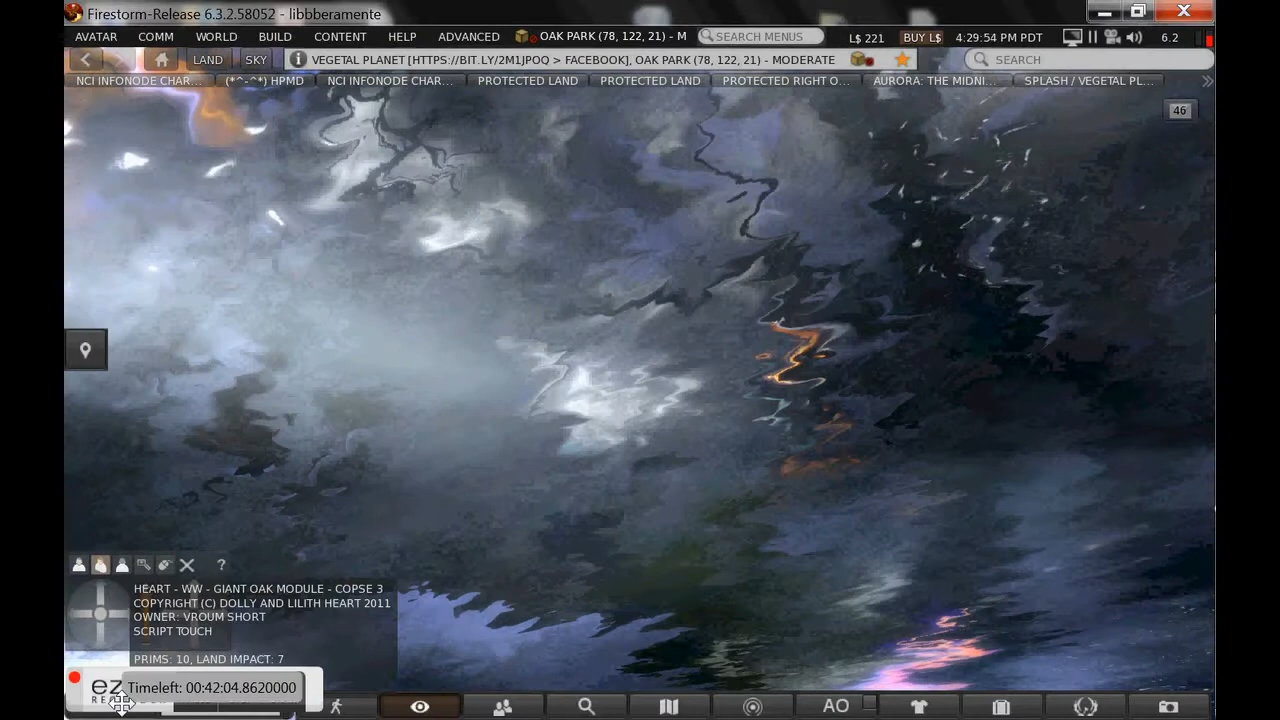 Firestorm-Release 6.3.2.58052 - libbberamente
AVATAR COMM WORLD BUILD CONTENT HELP ADVANCED OAK PARK (78, 122, 21) - M SEARCH MENUS L$ 221 BUY L$ 4:29:54 PM PDT 6.2
LAND SKY VEGETAL PLANET [HTTPS://BIT.LY/2N1JPOQ > FACEBOOK], OAK PARK (78, 122, 21) - MODERATE SEARCH
NCI INFONODE CHAR... (*^-^*) HPMD NCI INFONODE CHAR... PROTECTED LAND PROTECTED LAND PROTECTED RIGHT O... AURORA: THE MIDNI... SPLASH / VEGETAL PL...
46
?
HEART - WW - GIANT OAK MODULE - COPSE 3
COPYRIGHT (C) DOLLY AND LILITH HEART 2011
OWNER: VROUM SHORT
SCRIPT TOUCH
PRIMS: 10, LAND IMPACT: 7
ez
Timeleft: 00:42:04.8620000
AO